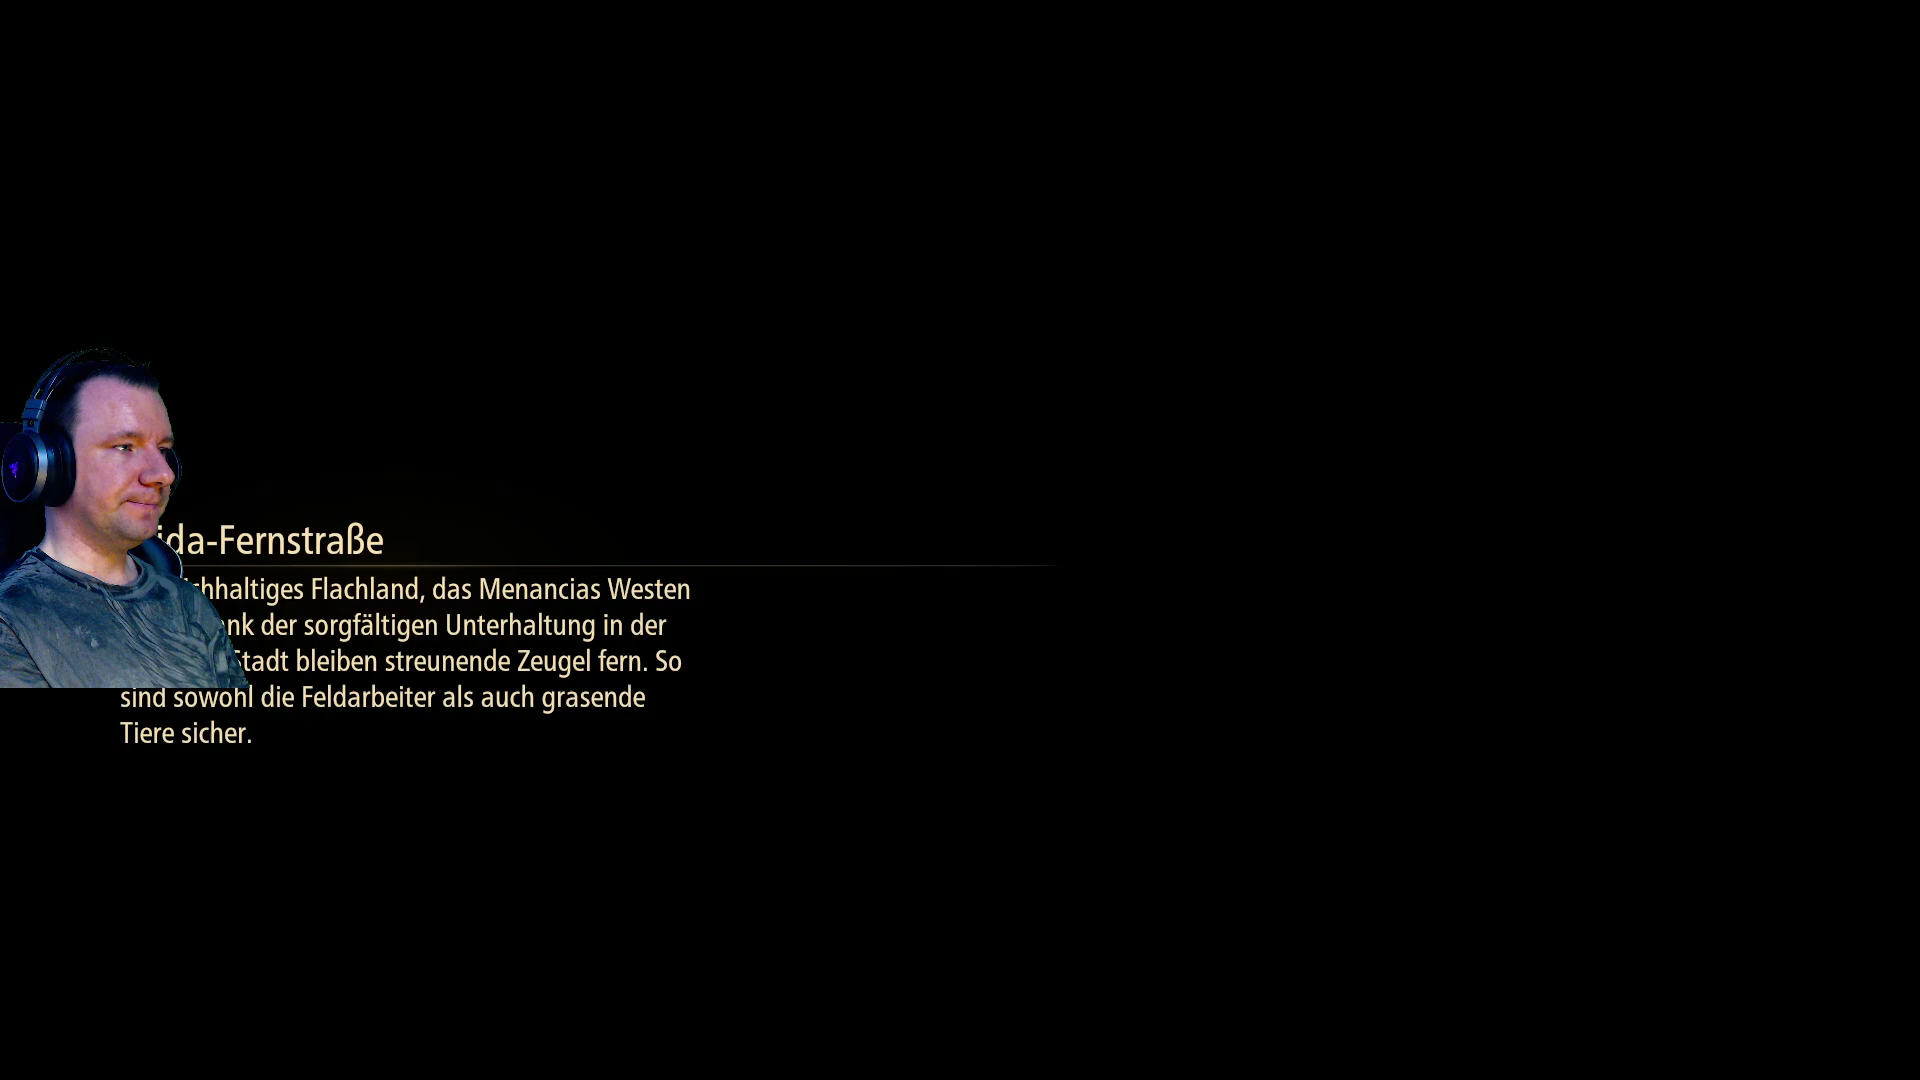 ida-Fernstraße
chhaltiges Flachland, das Menancias Westen
nk der sorgfältigen Unterhaltung in der
Stadt bleiben streunende Zeugel fern. So
sind sowohl die Feldarbeiter als auch grasende
Tiere sicher.